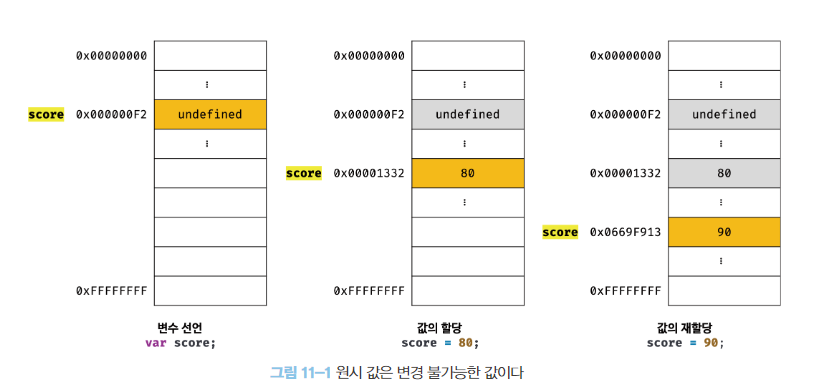 0x00000000
⋮
score 0x000000F2 undefined
⋮
0xFFFFFFFF
변수 선언
var score;
0x00000000
⋮
0x000000F2 undefined
⋮
score 0x00001332 80
⋮
0xFFFFFFFF
값의 할당
score = 80;
0x00000000
⋮
0x000000F2 undefined
⋮
0x00001332 80
⋮
score 0x0669F913 90
⋮
0xFFFFFFFF
값의 재할당
score = 90;
그림 11-1 원시 값은 변경 불가능한 값이다